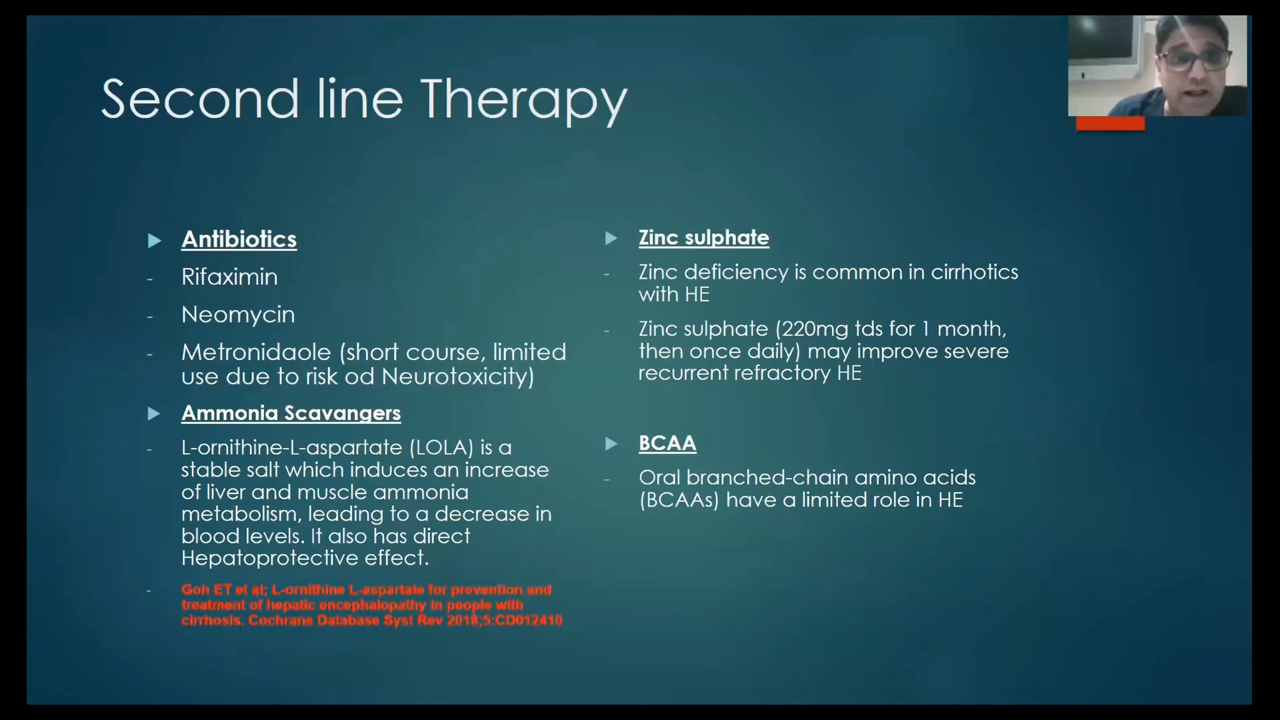 Second line Therapy
Antibiotics
- Rifaximin
- Neomycin
- Metronidaole (short course, limited
use due to risk od Neurotoxicity)
Ammonia Scavangers
- L-ornithine-L-aspartate (LOLA) is a
stable salt which induces an increase
of liver and muscle ammonia
metabolism, leading to a decrease in
blood levels. It also has direct
Hepatoprotective effect.
- Goh ET et al; L-ornithine L-aspartate for prevention and
treatment of hepatic encephalopathy in people with
cirrhosis. Cochrane Database Syst Rev 2018;5:CD012410
Zinc sulphate
- Zinc deficiency is common in cirrhotics
with HE
- Zinc sulphate (220mg tds for 1 month,
then once daily) may improve severe
recurrent refractory HE
BCAA
- Oral branched-chain amino acids
(BCAAs) have a limited role in HE